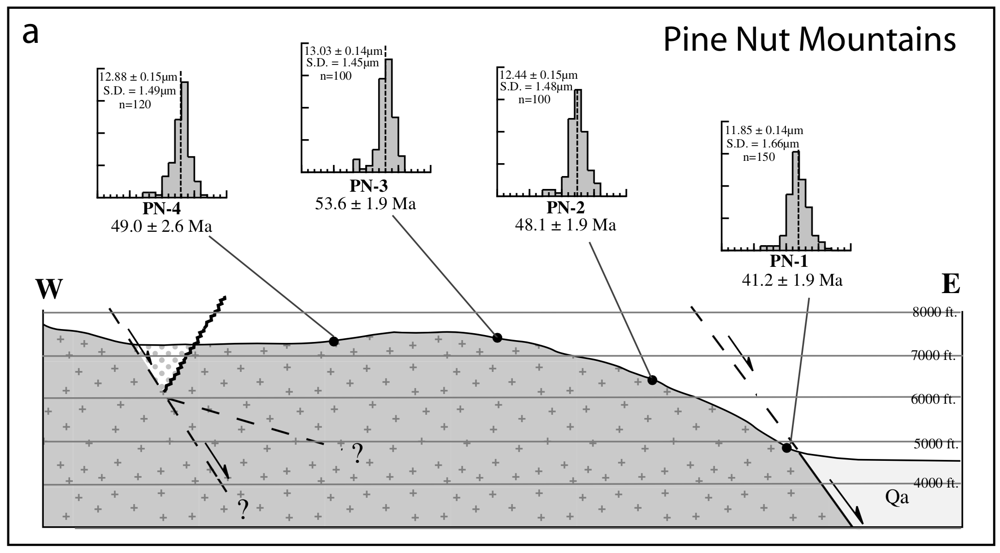 a
Pine Nut Mountains
12.88 ± 0.15µm
S.D. = 1.49µm
n=120
PN-4
49.0 ± 2.6 Ma
13.03 ± 0.14µm
S.D. = 1.45µm
n=100
PN-3
53.6 ± 1.9 Ma
12.44 ± 0.15µm
S.D. = 1.48µm
n=100
PN-2
48.1 ± 1.9 Ma
11.85 ± 0.14µm
S.D. = 1.66µm
n=150
PN-1
41.2 ± 1.9 Ma
W
E
8000 ft.
7000 ft.
6000 ft.
5000 ft.
4000 ft.
?
?
Qa